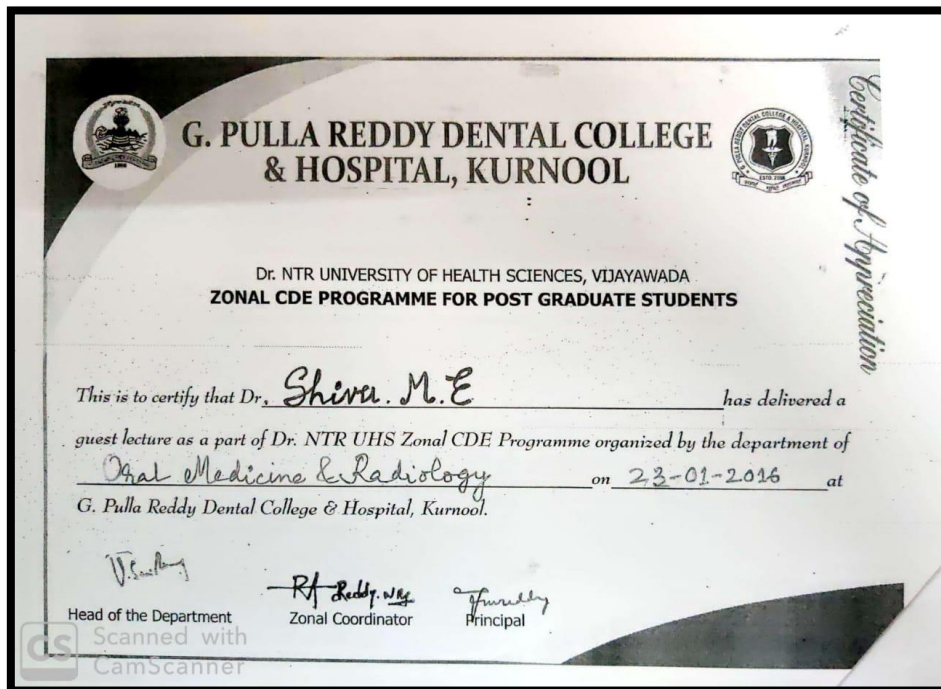 G. PULLA REDDY DENTAL COLLEGE
& HOSPITAL, KURNOOL
Certificate of Appreciation
Dr. NTR UNIVERSITY OF HEALTH SCIENCES, VIJAYAWADA
ZONAL CDE PROGRAMME FOR POST GRADUATE STUDENTS
This is to certify that Dr. Shiva. M.E has delivered a
guest lecture as a part of Dr. NTR UHS Zonal CDE Programme organized by the department of
Oral Medicine & Radiology on 23-01-2016 at
G. Pulla Reddy Dental College & Hospital, Kurnool.
Reddy
Head of the Department Zonal Coordinator Principal
CS Scanned with
CamScanner